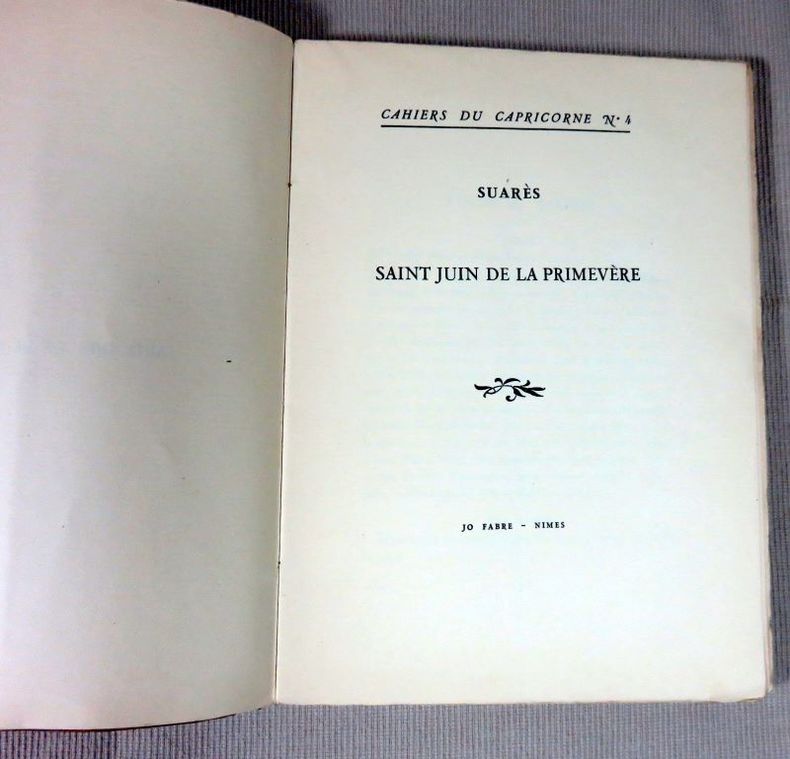 CAHIERS DU CAPRICORNE N° 4
SUARÈS
SAINT JUIN DE LA PRIMEVÈRE
JO FABRE - NIMES